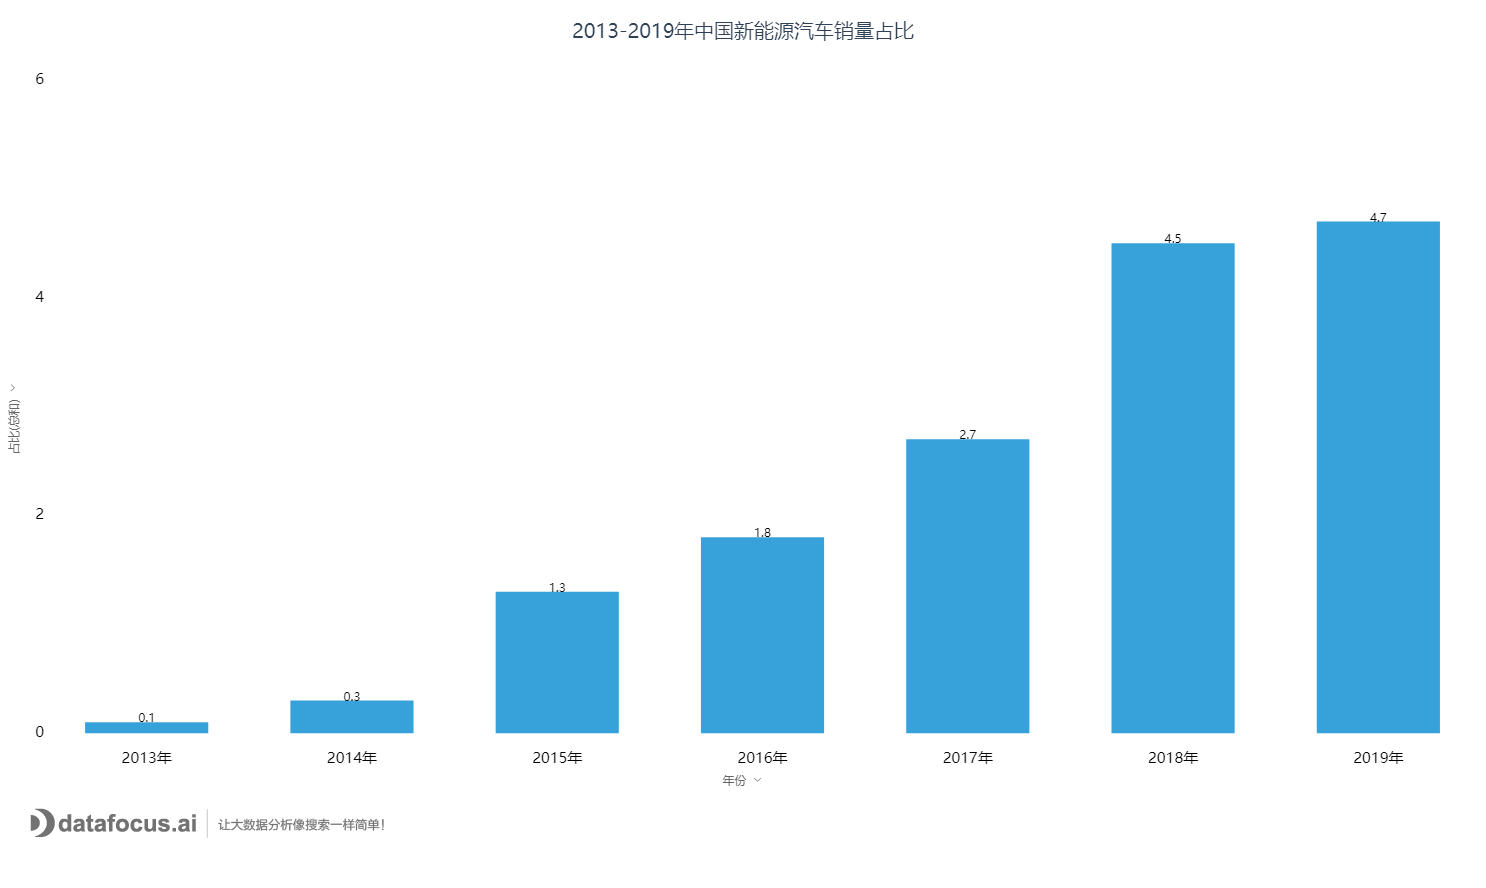 2013-2019年中国新能源汽车销量占比
6
4
2
0
占比(总和)
0.1
0.3
1.3
1.8
2.7
4.5
4.7
2013年
2014年
2015年
2016年
2017年
2018年
2019年
年份
datafocus.ai
让大数据分析像搜索一样简单!